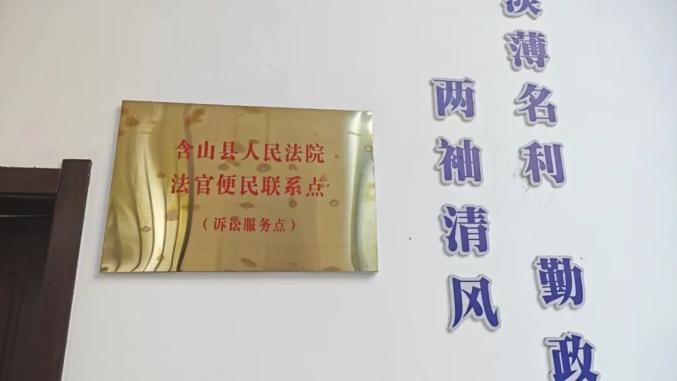 含山县人民法院
法官便民联系点
（诉讼服务点）
淡薄名利
两袖清风
勤政